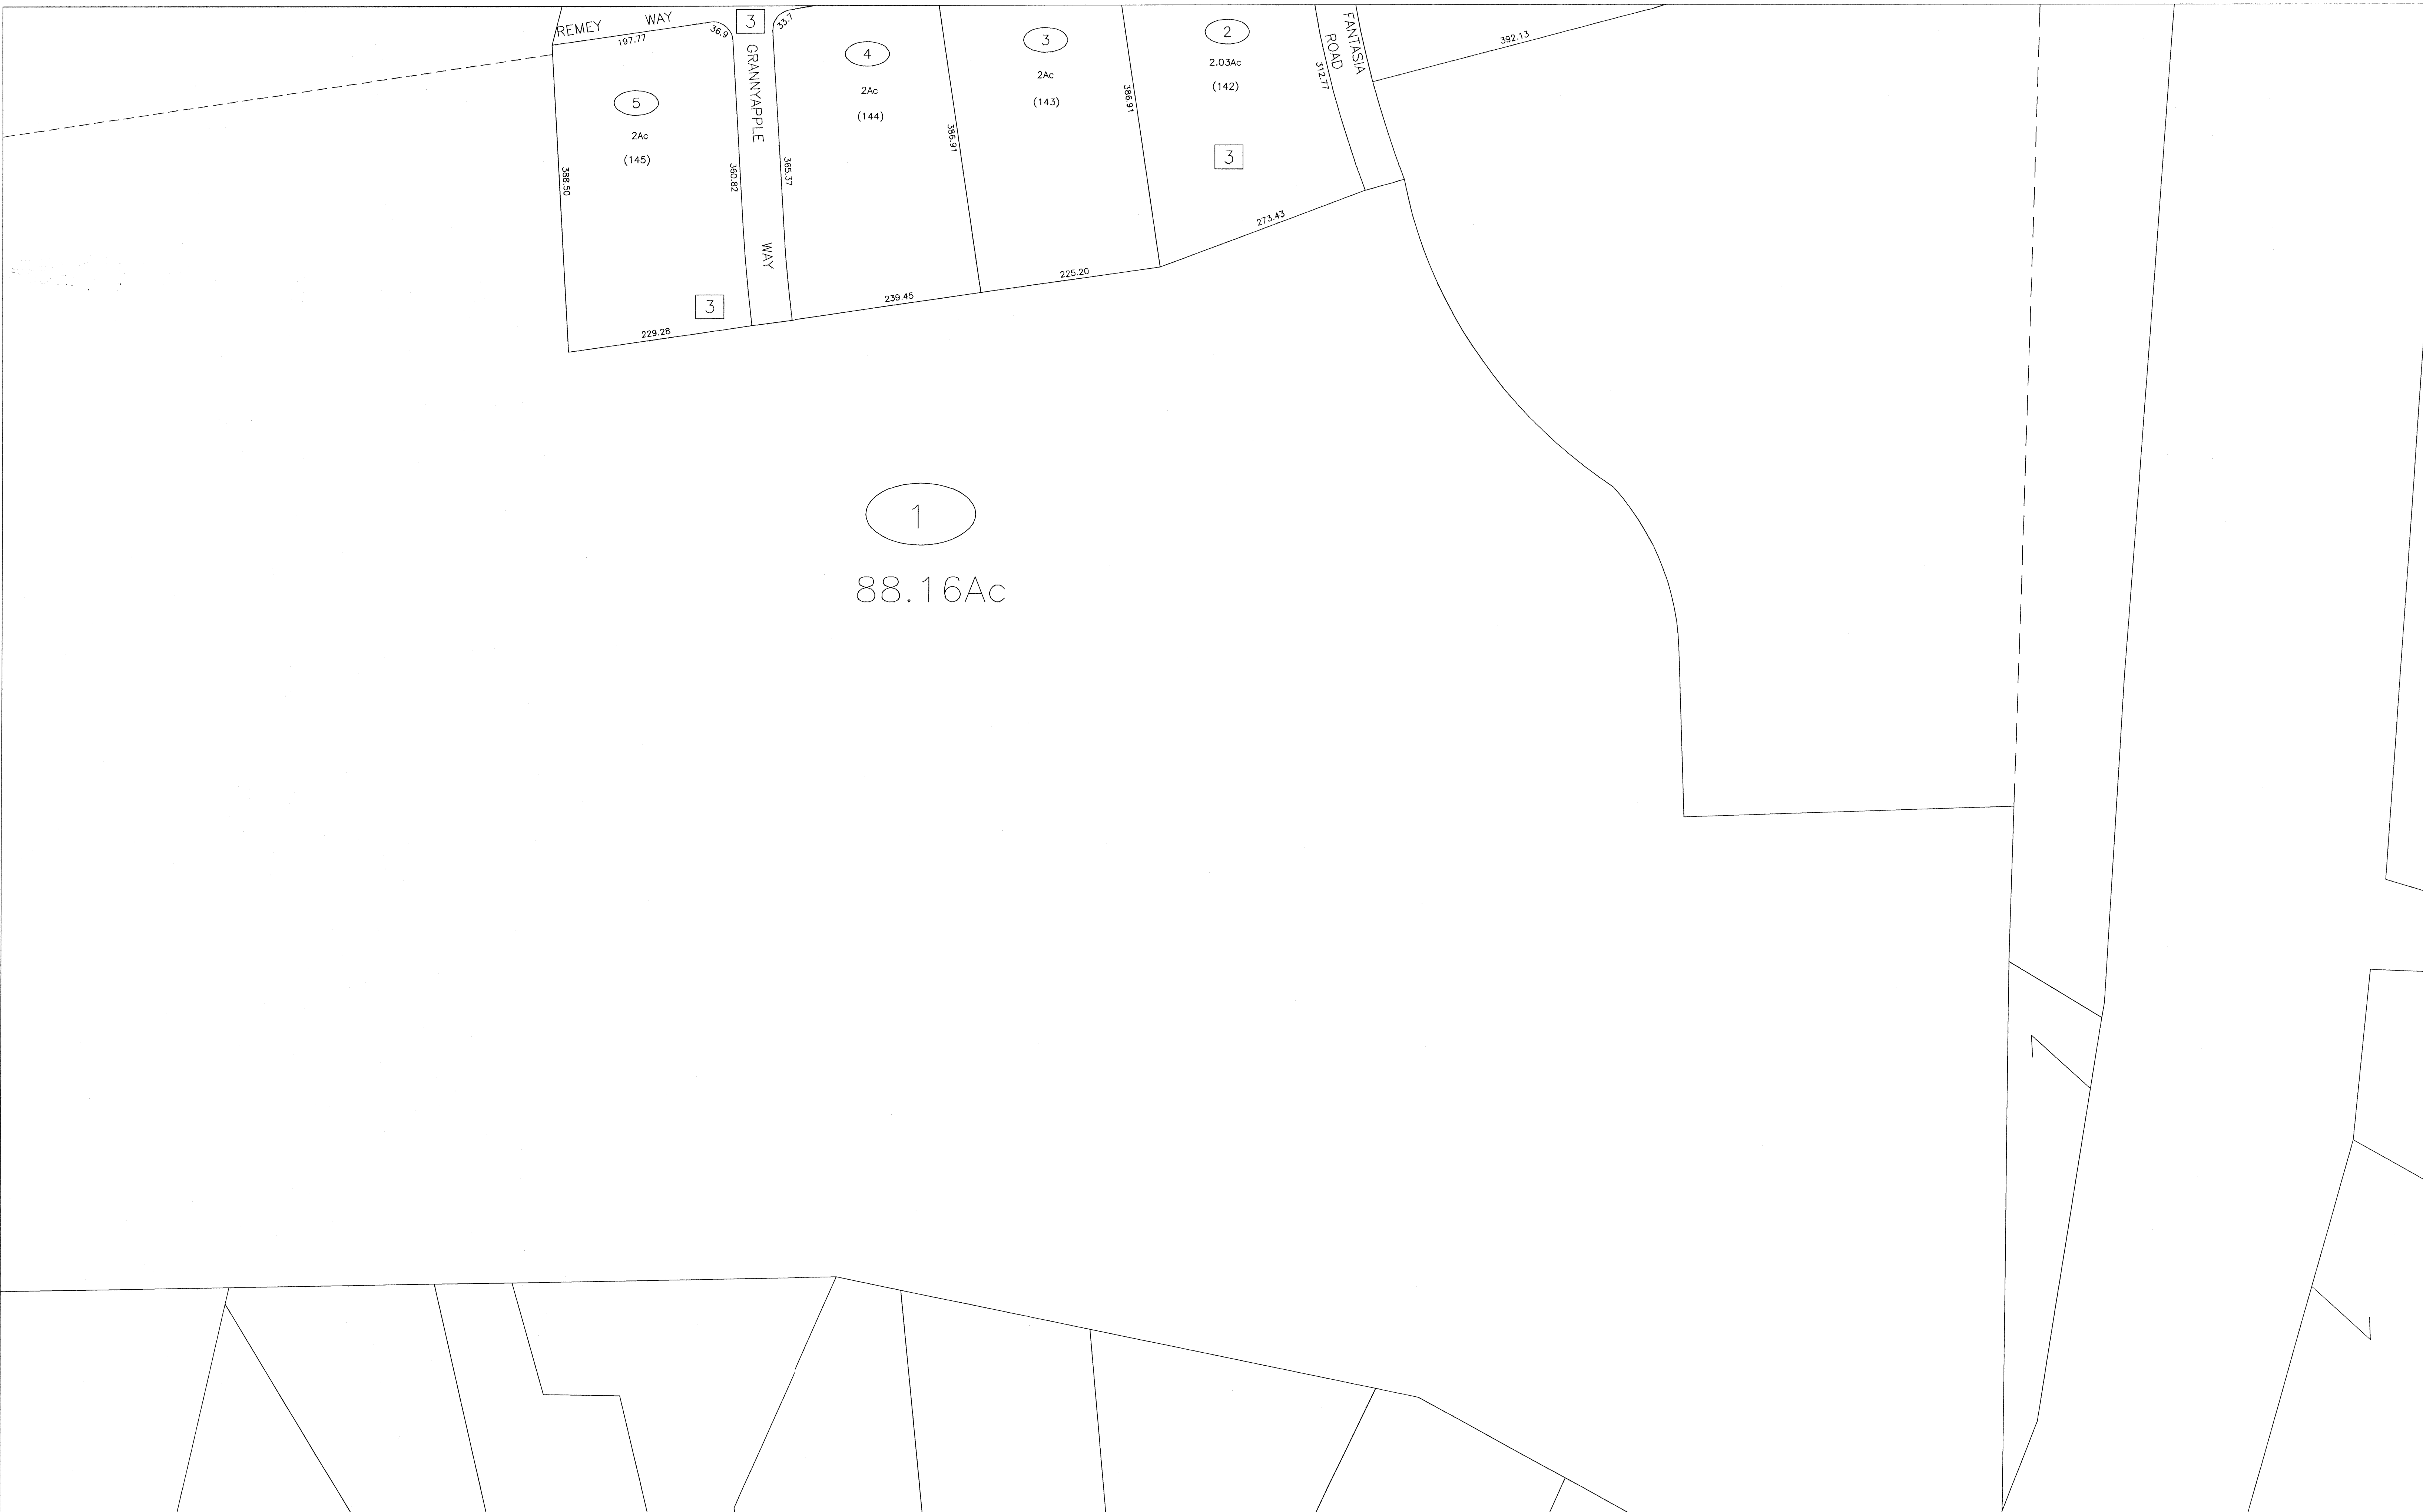 REMEY WAY
197.77
36.9
3
33.7
GRANNYAPPLE WAY
5
2Ac
(145)
388.50
360.82
365.37
3
229.28
4
2Ac
(144)
386.91
239.45
3
2Ac
(143)
386.91
225.20
2
2.03Ac
(142)
3
312.77
273.43
FANTASIA
ROAD
392.13
1
88.16Ac